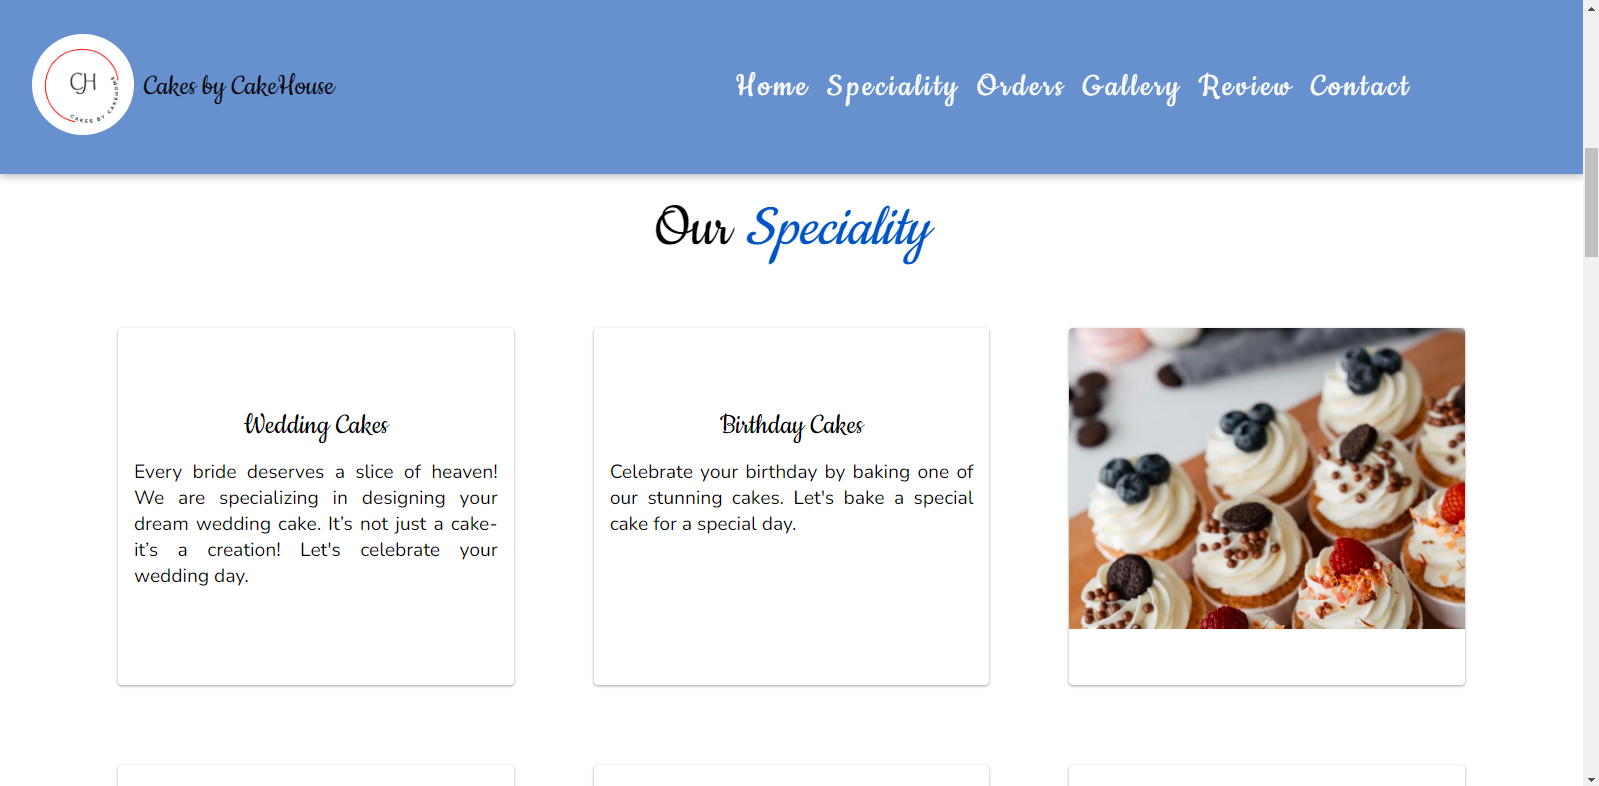 GH
CAKES BY CAKEHOUSE
Cakes by CakeHouse
Home Speciality Orders Gallery Review Contact
Our Speciality
Wedding Cakes
Every bride deserves a slice of heaven!
We are specializing in designing your
dream wedding cake. It’s not just a cake-
it’s a creation! Let's celebrate your
wedding day.
Birthday Cakes
Celebrate your birthday by baking one of
our stunning cakes. Let's bake a special
cake for a special day.